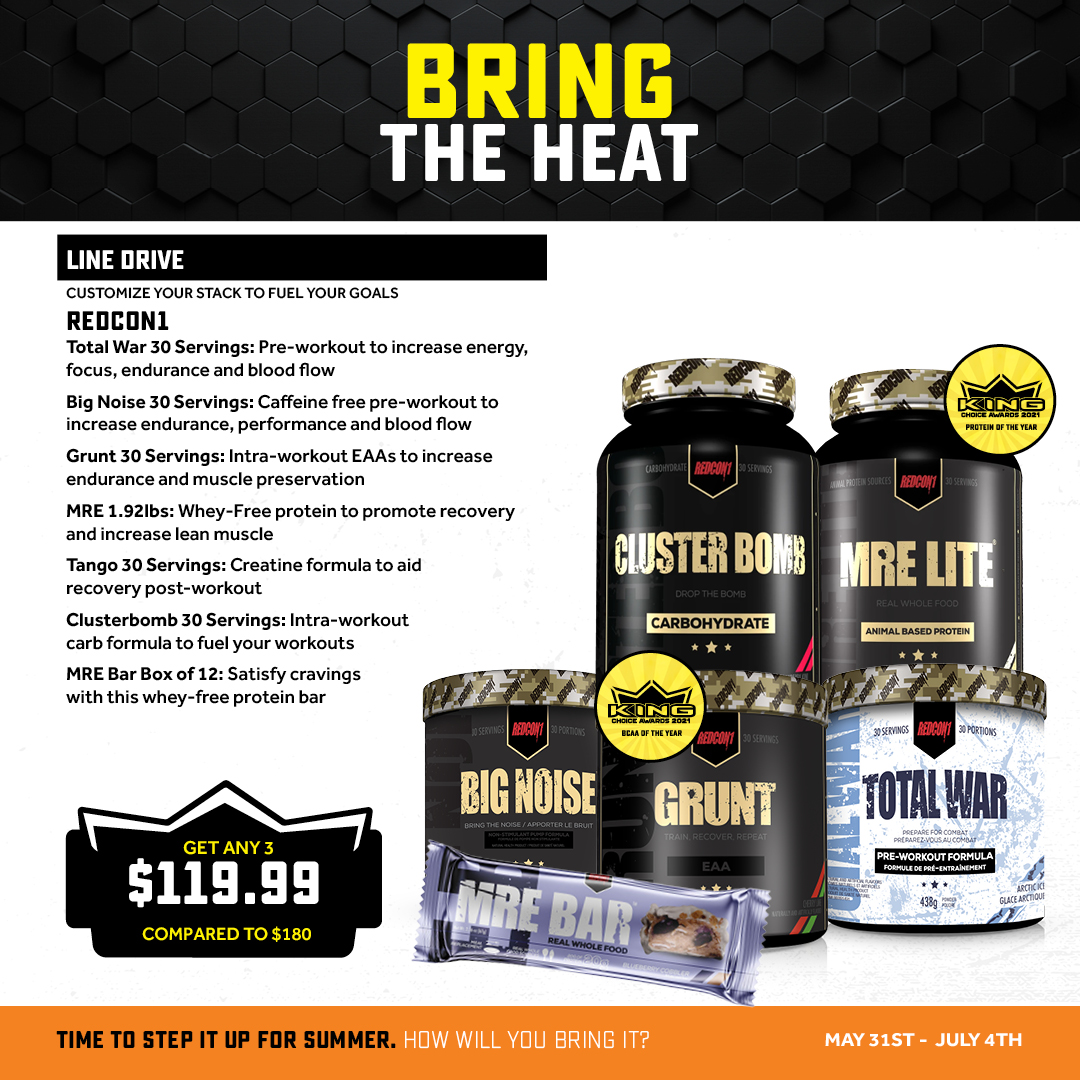 BRING
THE HEAT
LINE DRIVE
CUSTOMIZE YOUR STACK TO FUEL YOUR GOALS
REDCON1
Total War 30 Servings: Pre-workout to increase energy,
focus, endurance and blood flow
Big Noise 30 Servings: Caffeine free pre-workout to
increase endurance, performance and blood flow
Grunt 30 Servings: Intra-workout EAAs to increase
endurance and muscle preservation
MRE 1.92lbs: Whey-Free protein to promote recovery
and increase lean muscle
Tango 30 Servings: Creatine formula to aid
recovery post-workout
Clusterbomb 30 Servings: Intra-workout
carb formula to fuel your workouts
MRE Bar Box of 12: Satisfy cravings
with this whey-free protein bar
GET ANY 3
$119.99
COMPARED TO $180
CARBOHYDRATE REDCON1 30 SERVINGS
CLUSTER BOMB
DROP THE BOMB
CARBOHYDRATE
KING
CHOICE AWARDS 2021
PROTEIN OF THE YEAR
ANIMAL PROTEIN SOURCES REDCON1 30 SERVINGS
MRE LITE
REAL WHOLE FOOD
ANIMAL BASED PROTEIN
30 SERVINGS REDCON1 30 PORTIONS
BIG NOISE
BRING THE NOISE / APPORTER LE BRUIT
NON-STIMULANT PUMP FORMULA
KING
CHOICE AWARDS 2021
BCAA OF THE YEAR
REDCON1 30 SERVINGS
GRUNT
TRAIN. RECOVER. REPEAT
EAA
30 SERVINGS REDCON1 30 PORTIONS
TOTAL WAR
PREPARE FOR COMBAT
PRÉPAREZ-VOUS AU COMBAT
PRE-WORKOUT FORMULA
FORMULE DE PRÉ-ENTRAÎNEMENT
438g POWDER
POUDRE
ARCTIC ICE
GLACE ARCTIQUE
MRE BAR
REAL WHOLE FOOD
BLUEBERRY COBBLER
TIME TO STEP IT UP FOR SUMMER. HOW WILL YOU BRING IT?
MAY 31ST - JULY 4TH